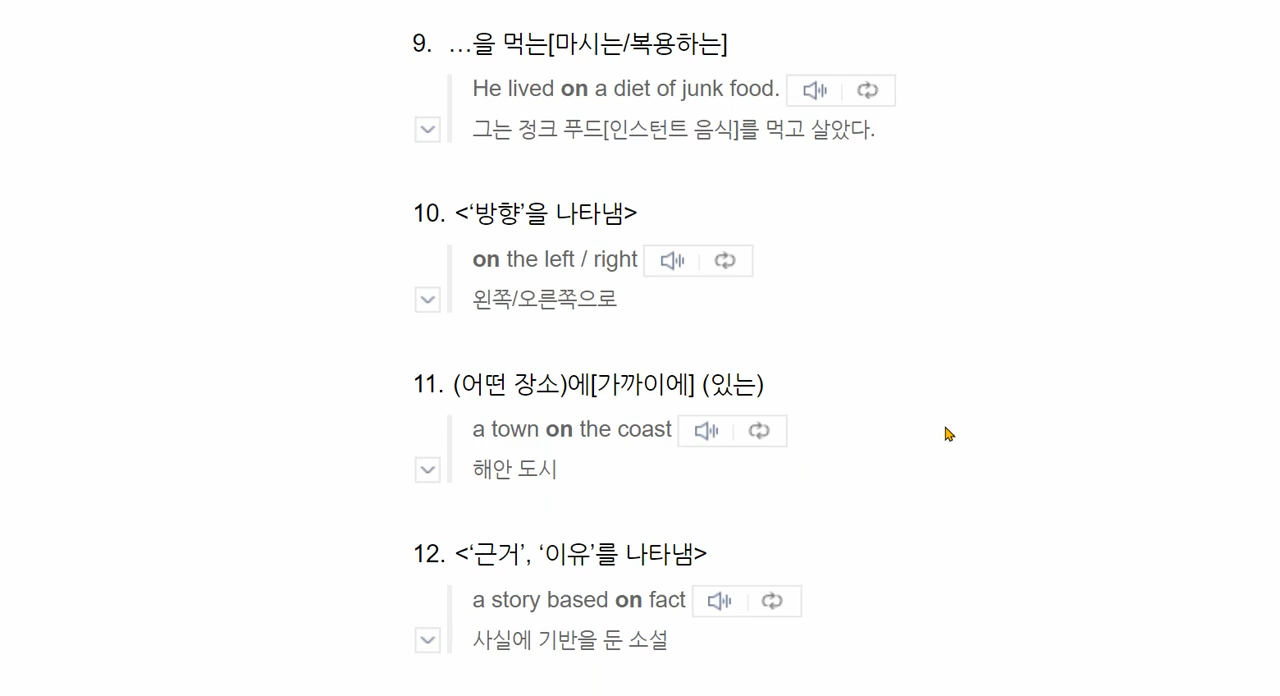 9. …을 먹는[마시는/복용하는]
He lived on a diet of junk food.
그는 정크 푸드[인스턴트 음식]를 먹고 살았다.
10. <‘방향’을 나타냄>
on the left / right
왼쪽/오른쪽으로
11. (어떤 장소)에[가까이에] (있는)
a town on the coast
해안 도시
12. <‘근거’, ‘이유’를 나타냄>
a story based on fact
사실에 기반을 둔 소설